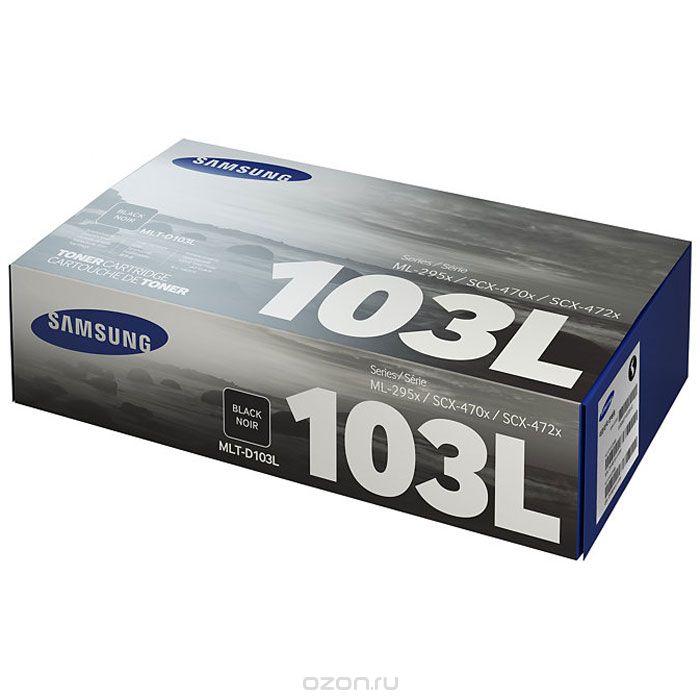 SAMSUNG
BLACK
NOIR
MLT-D103L
TONER CARTRIDGE
CARTOUCHE DE TONER
Series/Série
ML-295x / SCX-470x / SCX-472x
103L
SAMSUNG
BLACK
NOIR
MLT-D103L
Series/Série
ML-295x / SCX-470x / SCX-472x
103L
SAMSUNG
ozon.ru